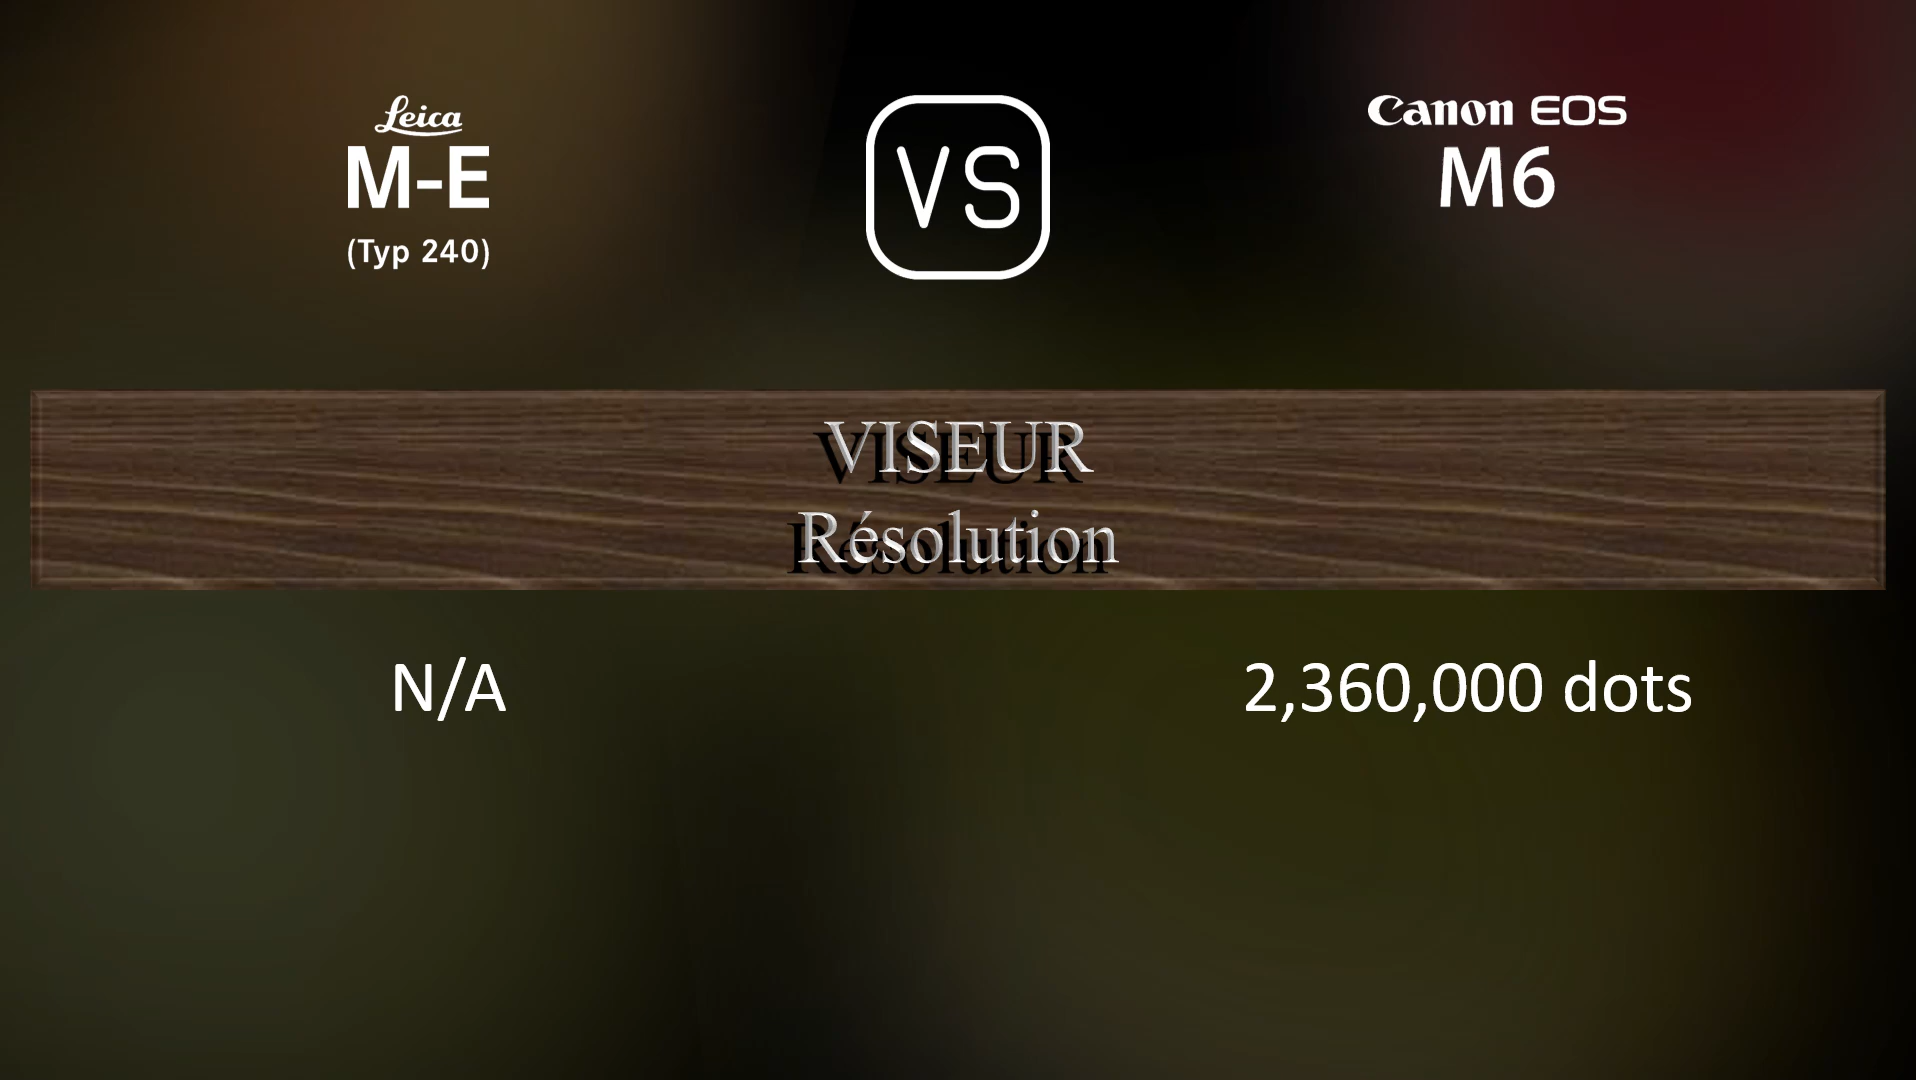 Leica
M-E
(Typ 240)
VS
Canon EOS
M6
VISEUR
Résolution
N/A
2,360,000 dots